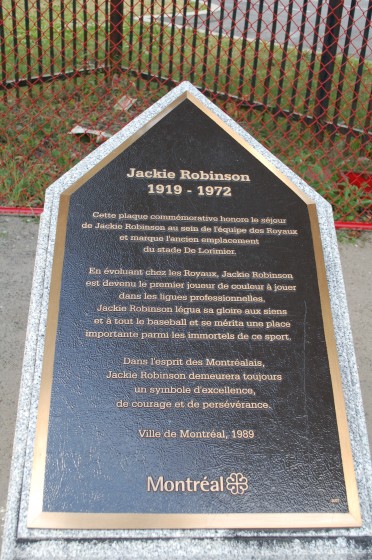 Jackie Robinson
1919 - 1972
Cette plaque commémorative honore le séjour
de Jackie Robinson au sein de l'équipe des Royaux
et marque l'ancien emplacement
du stade De Lorimier.
En évoluant chez les Royaux, Jackie Robinson
est devenu le premier joueur de couleur à jouer
dans les ligues professionnelles.
Jackie Robinson légua sa gloire aux siens
et à tout le baseball et se mérita une place
importante parmi les immortels de ce sport.
Dans l'esprit des Montréalais,
Jackie Robinson demeurera toujours
un symbole d'excellence,
de courage et de persévérance.
Ville de Montréal, 1989
Montréal